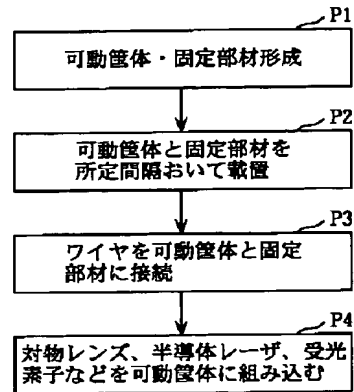 P1
可動筐体・固定部材形成
P2
可動筐体と固定部材を
所定間隔おいて載置
P3
ワイヤを可動筐体と固定
部材に接続
P4
対物レンズ、半導体レーザ、受光
素子などを可動筐体に組み込む